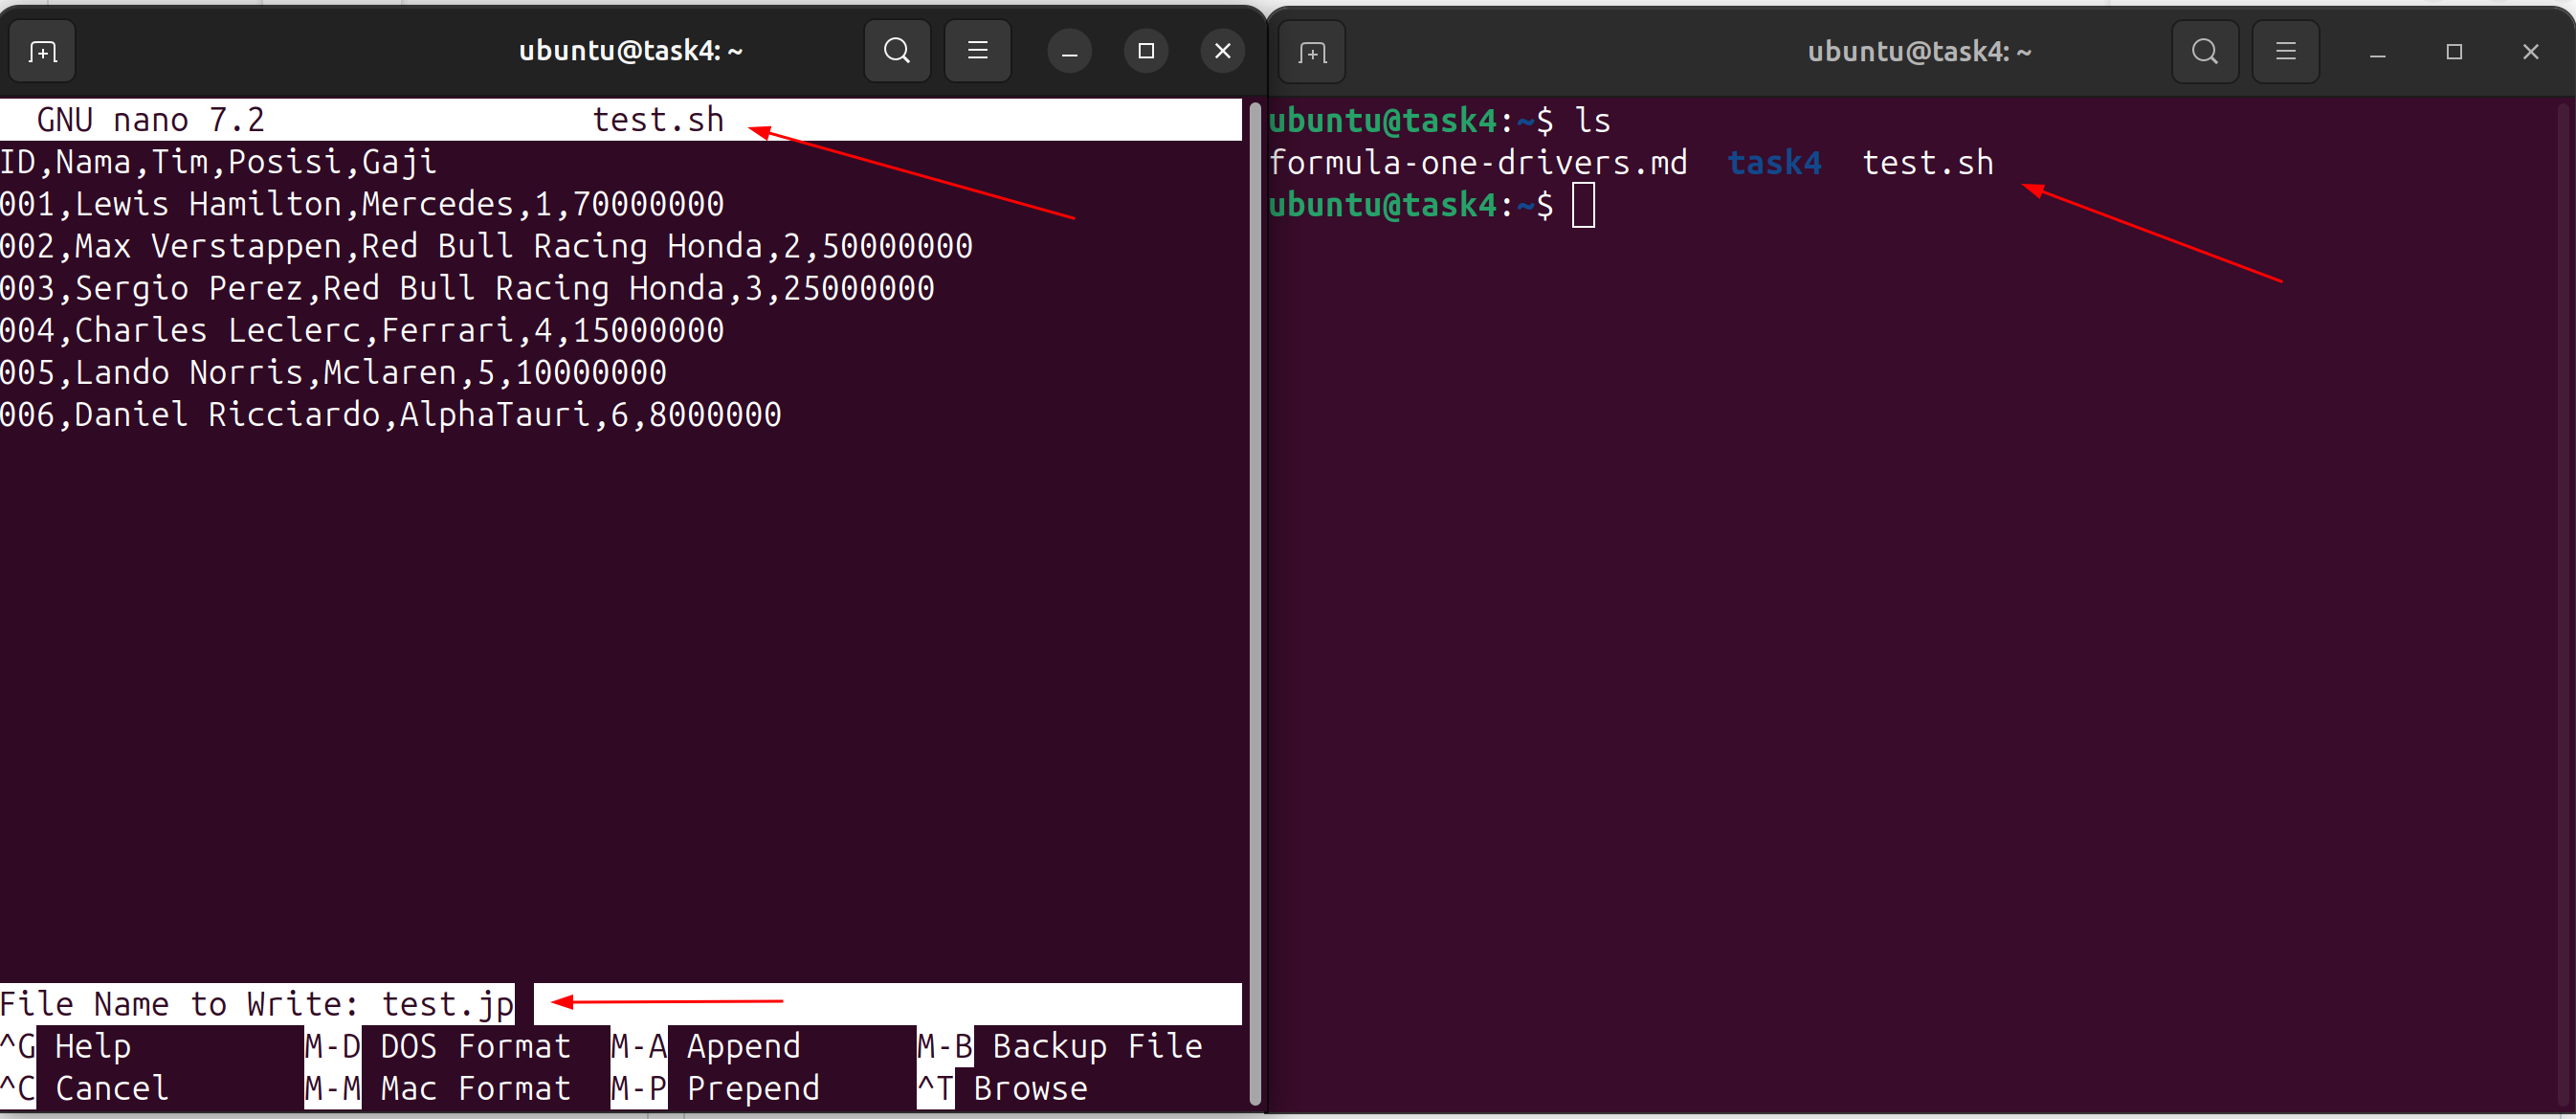 ubuntu@task4: ~
GNU nano 7.2 test.sh
ID,Nama,Tim,Posisi,Gaji
001,Lewis Hamilton,Mercedes,1,70000000
002,Max Verstappen,Red Bull Racing Honda,2,50000000
003,Sergio Perez,Red Bull Racing Honda,3,25000000
004,Charles Leclerc,Ferrari,4,15000000
005,Lando Norris,Mclaren,5,10000000
006,Daniel Ricciardo,AlphaTauri,6,8000000
File Name to Write: test.jp
^G Help M-D DOS Format M-A Append M-B Backup File
^C Cancel M-M Mac Format M-P Prepend ^T Browse
ubuntu@task4: ~
ubuntu@task4:~$ ls
formula-one-drivers.md task4 test.sh
ubuntu@task4:~$